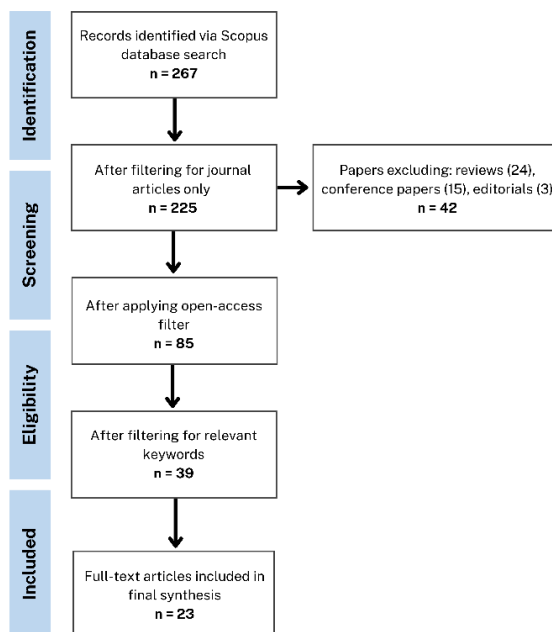 Identification
Records identified via Scopus
database search
n = 267
Screening
After filtering for journal
articles only
n = 225
Papers excluding: reviews (24),
conference papers (15), editorials (3)
n = 42
After applying open-access
filter
n = 85
Eligibility
After filtering for relevant
keywords
n = 39
Included
Full-text articles included in
final synthesis
n = 23